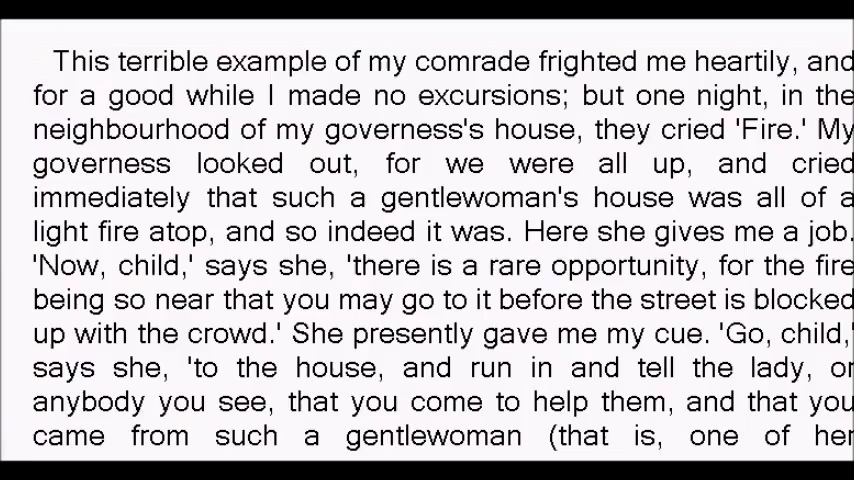 This terrible example of my comrade frighted me heartily, and
for a good while I made no excursions; but one night, in the
neighbourhood of my governess's house, they cried 'Fire.' My
governess looked out, for we were all up, and cried
immediately that such a gentlewoman's house was all of a
light fire atop, and so indeed it was. Here she gives me a job.
'Now, child,' says she, 'there is a rare opportunity, for the fire
being so near that you may go to it before the street is blocked
up with the crowd.' She presently gave me my cue. 'Go, child,'
says she, 'to the house, and run in and tell the lady, or
anybody you see, that you come to help them, and that you
came from such a gentlewoman (that is, one of her